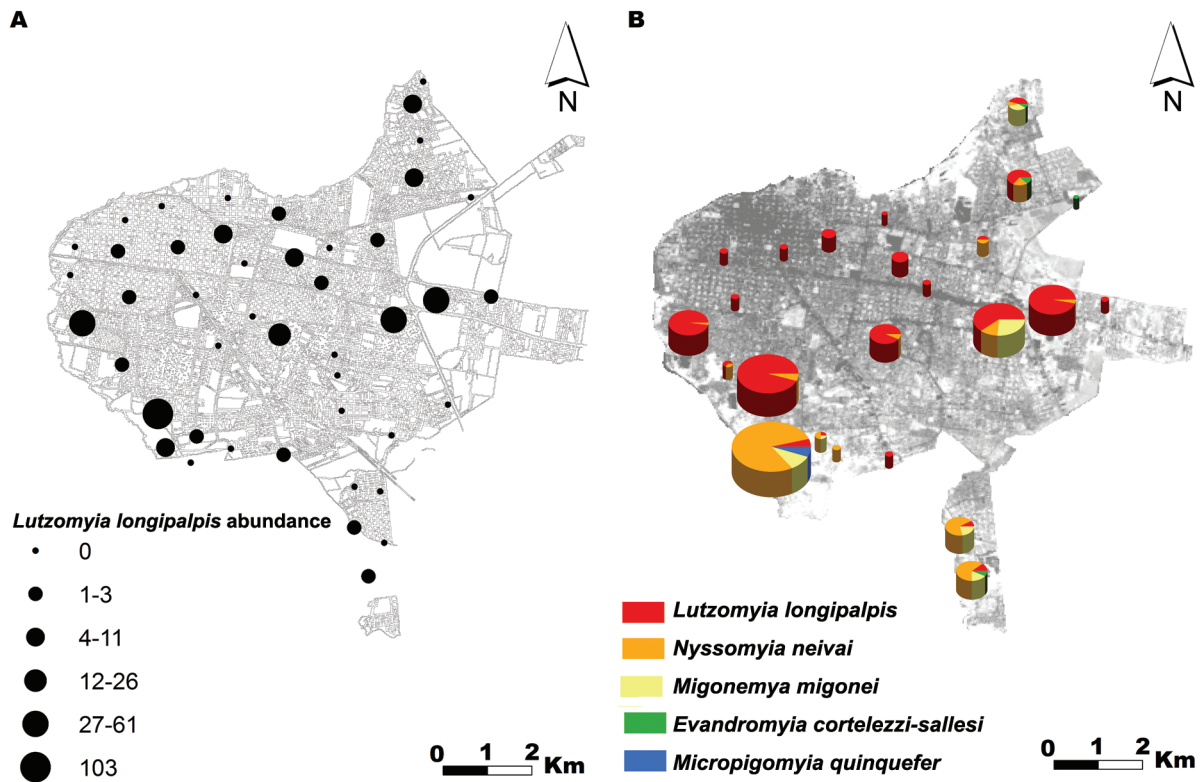 A
N
Lutzomyia longipalpis abundance
0
1-3
4-11
12-26
27-61
103
0 1 2
Km
B
N
Lutzomyia longipalpis
Nyssomyia neivai
Migonemya migonei
Evandromyia cortelezzi-sallesi
Micropigomyia quinquefer
0 1 2
Km